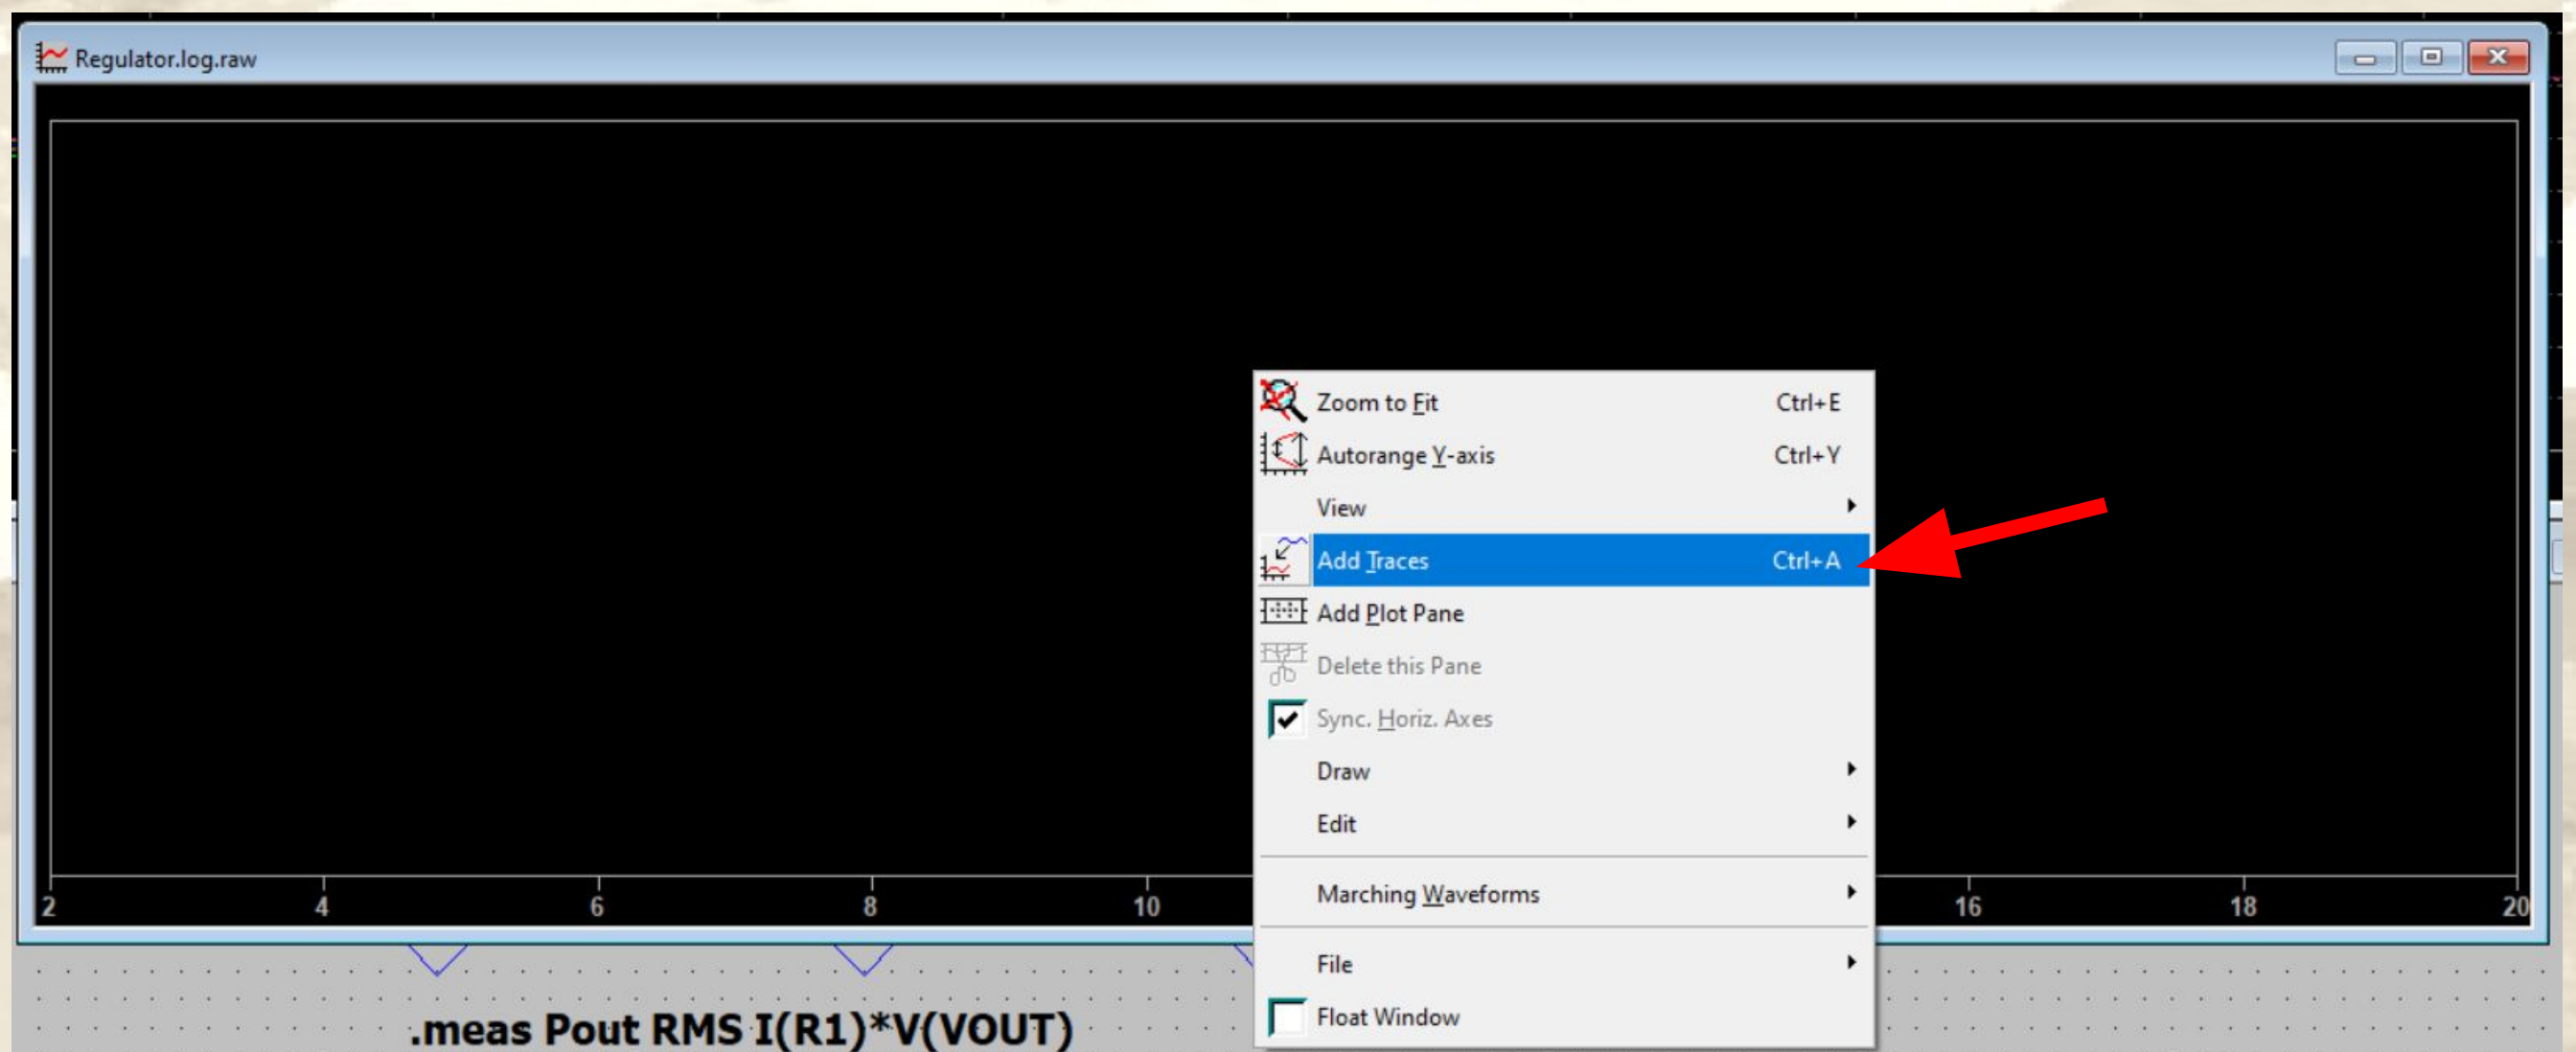 Regulator.log.raw
Zoom to Fit Ctrl+E
Autorange Y-axis Ctrl+Y
View
Add Traces Ctrl+A
Add Plot Pane
Delete this Pane
Sync. Horiz. Axes
Draw
Edit
Marching Waveforms
File
Float Window
2 4 6 8 10 16 18 20
.meas Pout RMS I(R1)*V(VOUT)